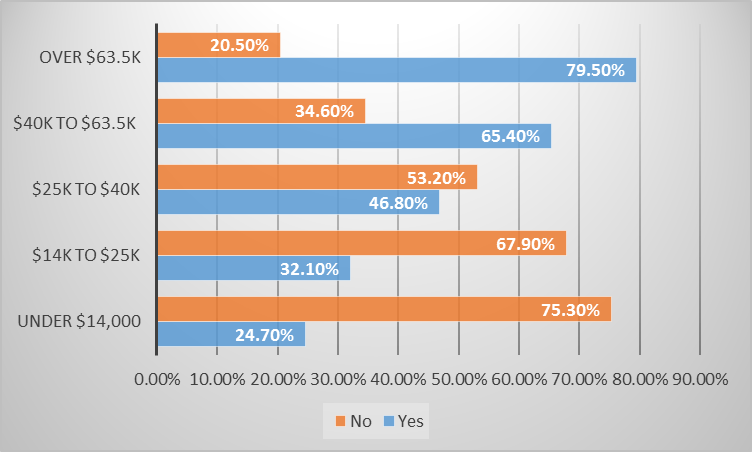 20.50%
OVER $63.5K
79.50%
34.60%
$40K TO $63.5K
65.40%
53.20%
$25K TO $40K
46.80%
67.90%
$14K TO $25K
32.10%
75.30%
UNDER $14,000
24.70%
0.00% 10.00% 20.00% 30.00% 40.00% 50.00% 60.00% 70.00% 80.00% 90.00%
No Yes